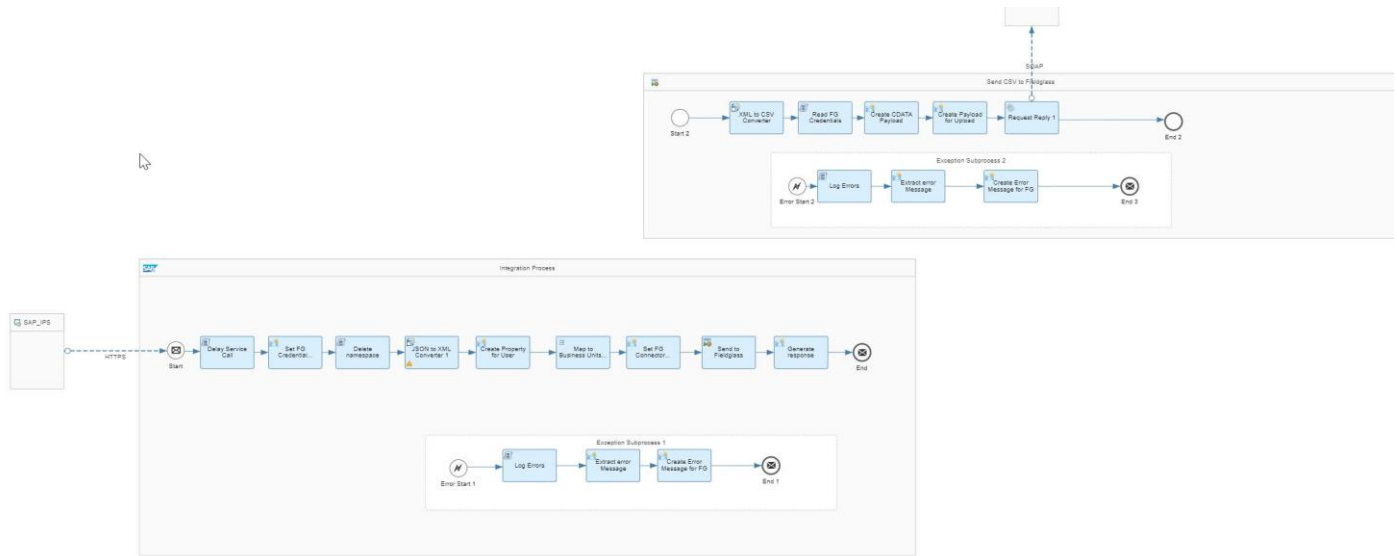 SOAP
Send CSV to Fieldglass
XML to CSV
Converter
Read FG
Credentials
Create CDATA
Payload
Create Payload
for Upload
Request Reply 1
Start 2
End 2
Exception Subprocess 2
Log Errors
Extract error
Message
Create Error
Message for FG
Error Start 2
End 3
SAP
Integration Process
SAP_IPS
HTTPS
Start
Delay Service
Call
Set FG
Credential...
Delete
namespace
JSON to XML
Converter 1
Create Property
for User
Map to
Business Units...
Set FG
Connector...
Send to
Fieldglass
Generate
response
End
Exception Subprocess 1
Log Errors
Extract error
Message
Create Error
Message for FG
Error Start 1
End 1